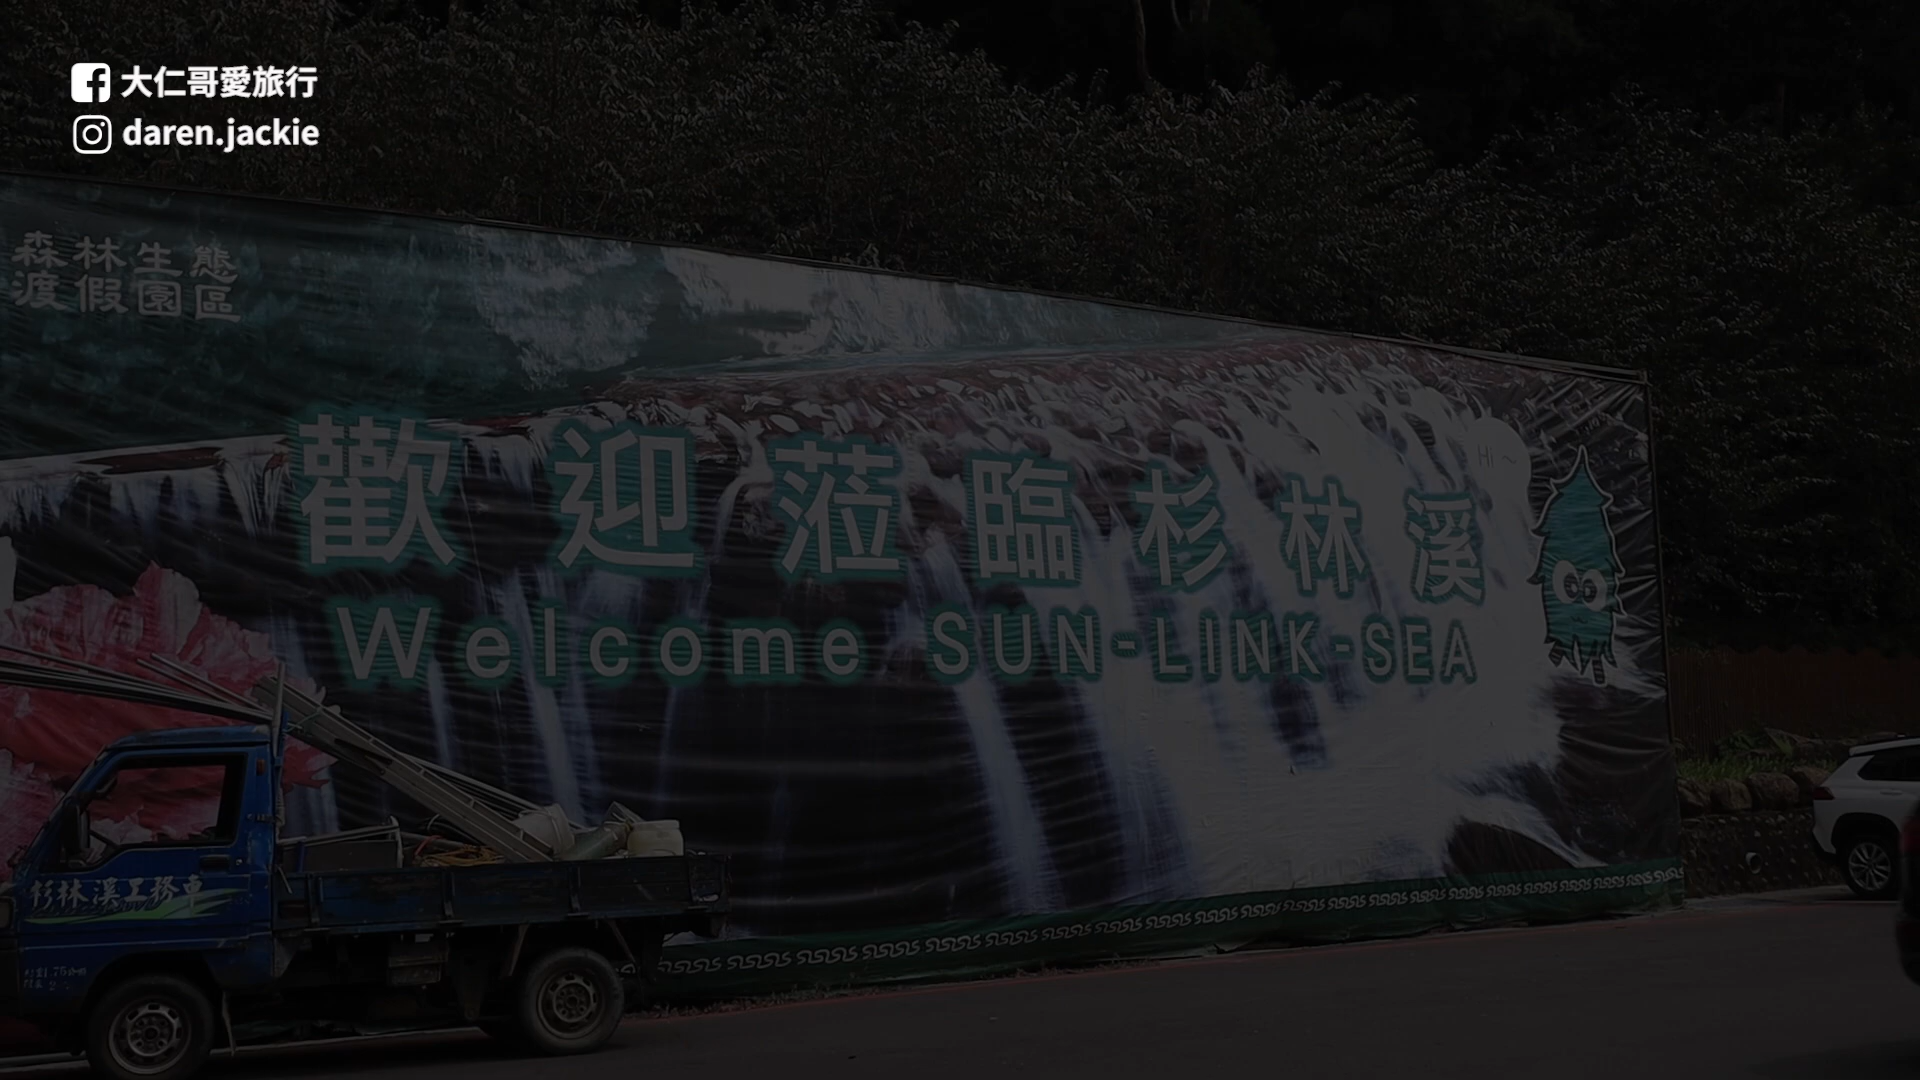 大仁哥愛旅行
daren.jackie
森林生態
渡假園區
Hi ~
歡迎蒞臨杉林溪
Welcome SUN-LINK-SEA
杉林溪工務車